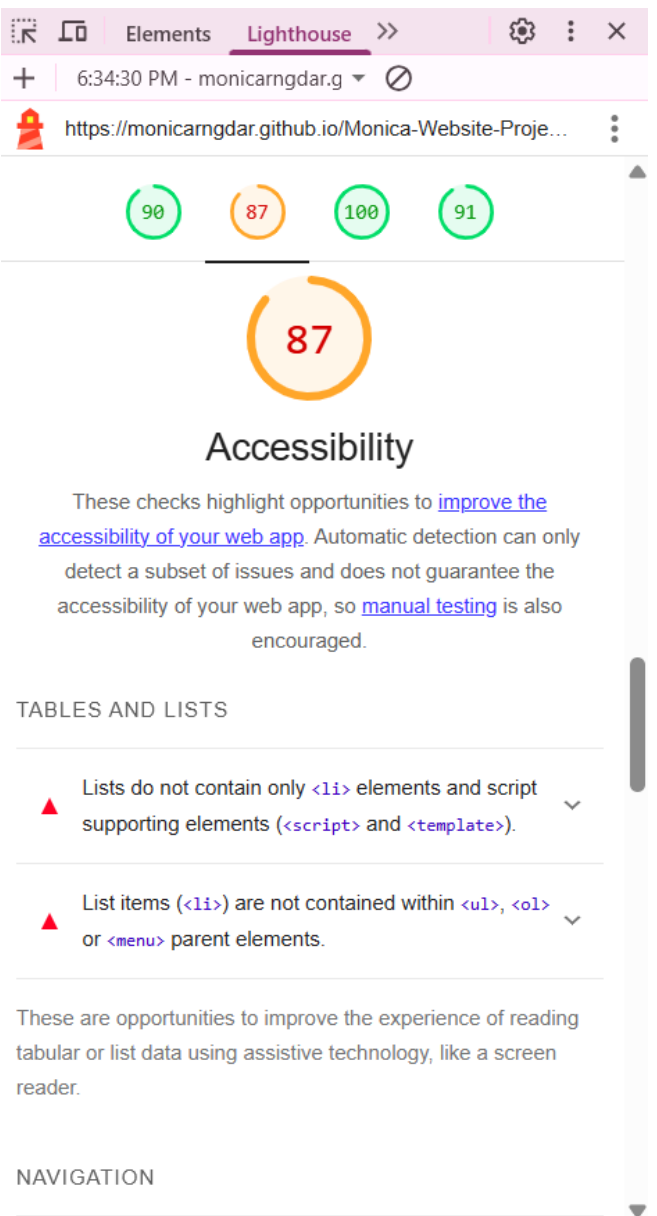 Elements Lighthouse
6:34:30 PM - monicarngdar.g
https://monicarngdar.github.io/Monica-Website-Proje...
90 87 100 91
87
Accessibility
These checks highlight opportunities to improve the
accessibility of your web app. Automatic detection can only
detect a subset of issues and does not guarantee the
accessibility of your web app, so manual testing is also
encouraged.
TABLES AND LISTS
Lists do not contain only <li> elements and script
supporting elements (<script> and <template>).
List items (<li>) are not contained within <ul>, <ol>
or <menu> parent elements.
These are opportunities to improve the experience of reading
tabular or list data using assistive technology, like a screen
reader.
NAVIGATION